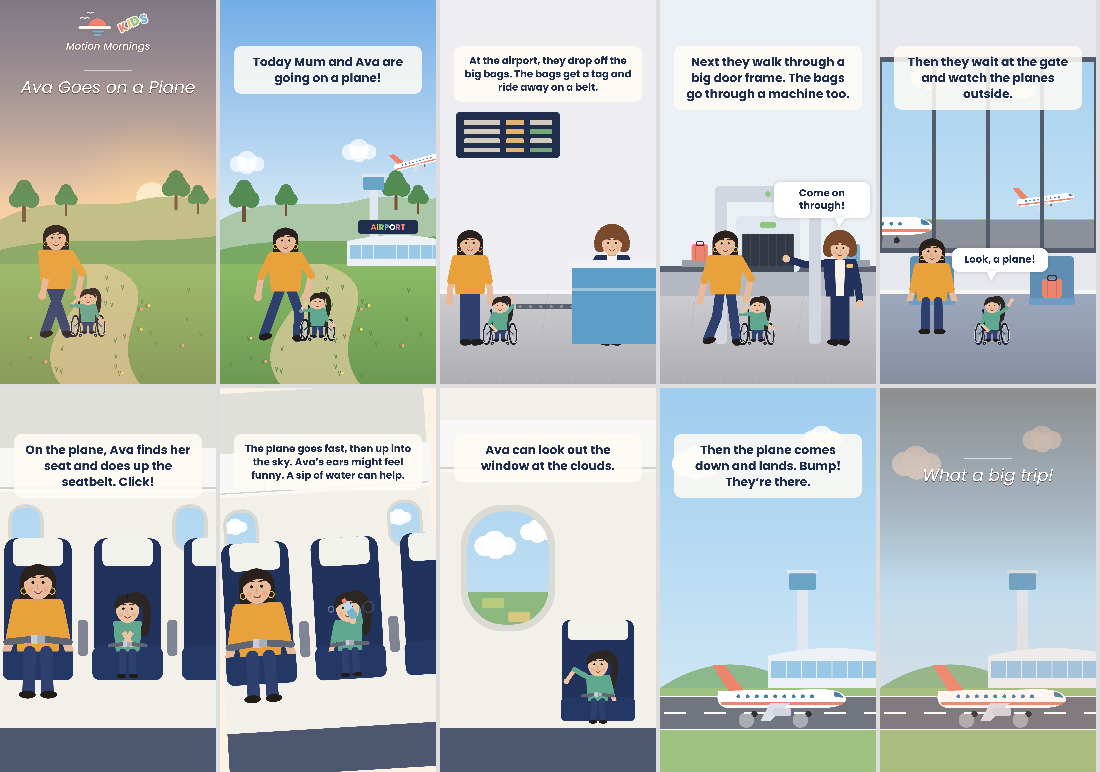 KIDS
Motion Mornings
Ava Goes on a Plane
Today Mum and Ava are
going on a plane!
AIRPORT
At the airport, they drop off the
big bags. The bags get a tag and
ride away on a belt.
Next they walk through a
big door frame. The bags
go through a machine too.
Come on
through!
Then they wait at the gate
and watch the planes
outside.
Look, a plane!
On the plane, Ava finds her
seat and does up the
seatbelt. Click!
The plane goes fast, then up into
the sky. Ava's ears might feel
funny. A sip of water can help.
Ava can look out the
window at the clouds.
Then the plane comes
down and lands. Bump!
They're there.
What a big trip!